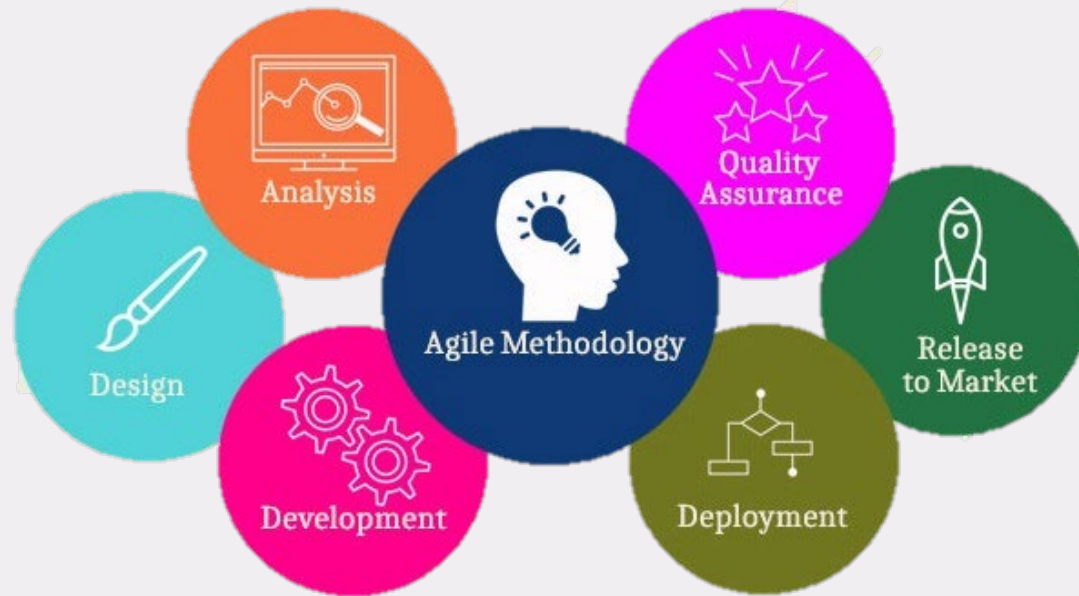 Analysis
Quality
Assurance
Agile Methodology
Design
Release
to Market
Development
Deployment